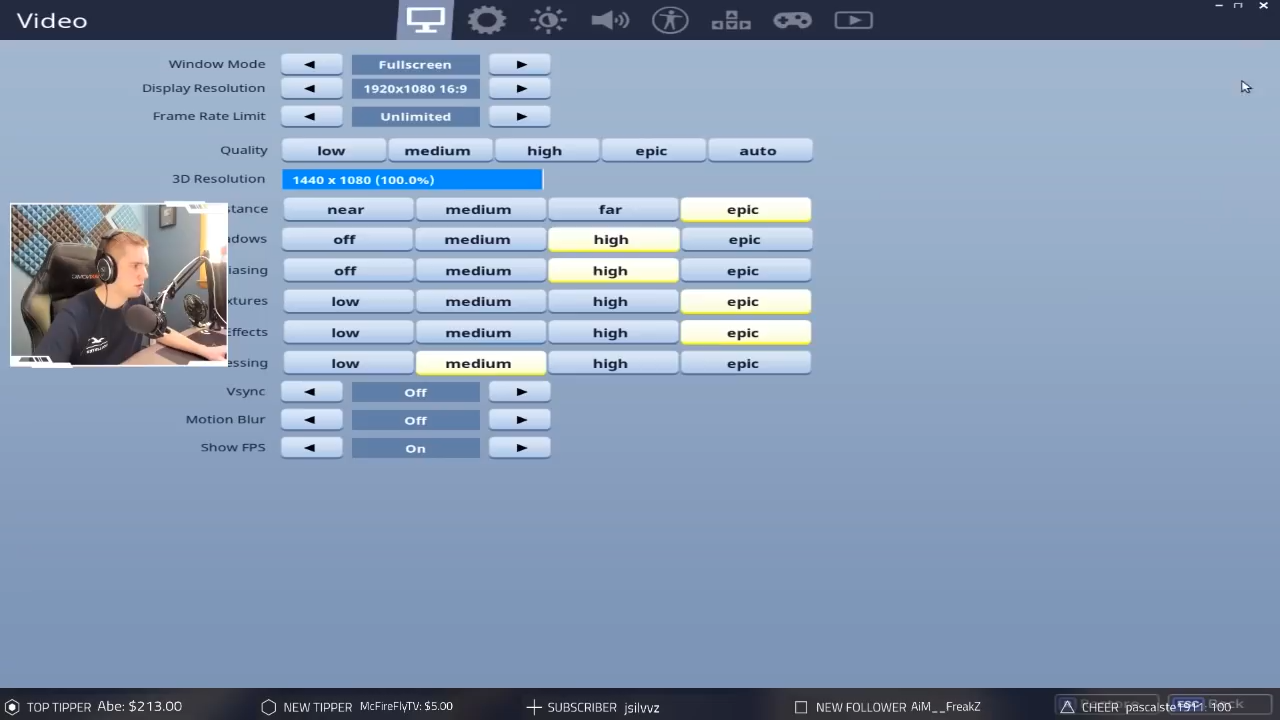 Video
Window Mode ◄ Fullscreen ►
Display Resolution ◄ 1920x1080 16:9 ►
Frame Rate Limit ◄ Unlimited ►
Quality low medium high epic auto
3D Resolution 1440 x 1080 (100.0%)
stance near medium far epic
dows off medium high epic
iasing off medium high epic
xtures low medium high epic
Effects low medium high epic
essing low medium high epic
Vsync ◄ Off ►
Motion Blur ◄ Off ►
Show FPS ◄ On ►
TOP TIPPER Abe: $213.00 NEW TIPPER McFireFlyTV: $5.00 SUBSCRIBER jsilvvz NEW FOLLOWER AiM__FreakZ CHEER pascalste1911: 100